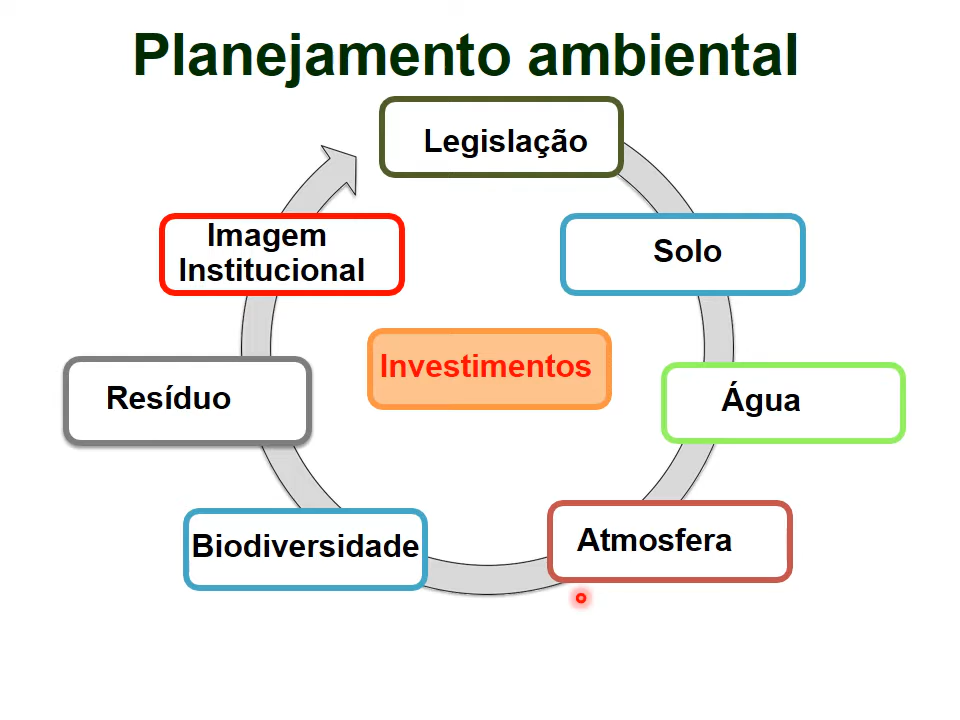 Planejamento ambiental
Legislação
Solo
Água
Atmosfera
Biodiversidade
Resíduo
Imagem
Institucional
Investimentos